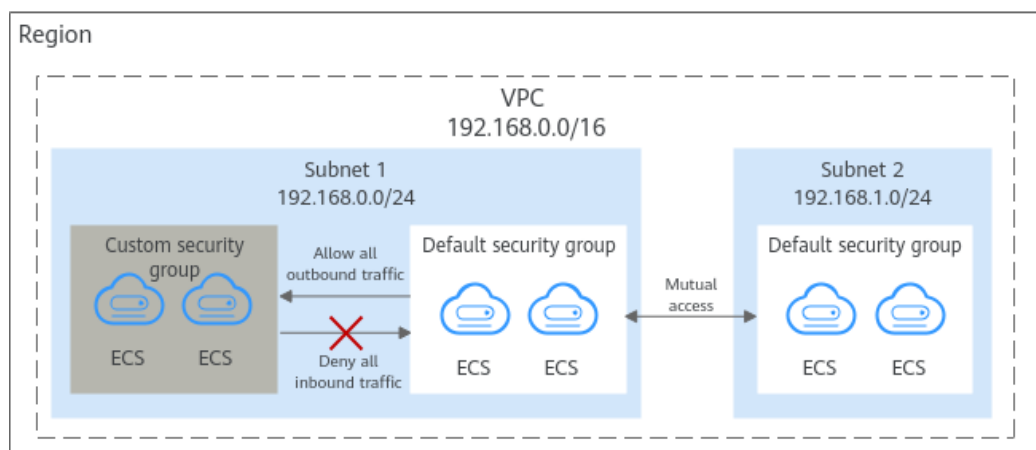 Region
VPC
192.168.0.0/16
Subnet 1
192.168.0.0/24
Subnet 2
192.168.1.0/24
Custom security
group
ECS
ECS
Allow all
outbound traffic
Deny all
inbound traffic
Default security group
ECS
ECS
Mutual
access
Default security group
ECS
ECS